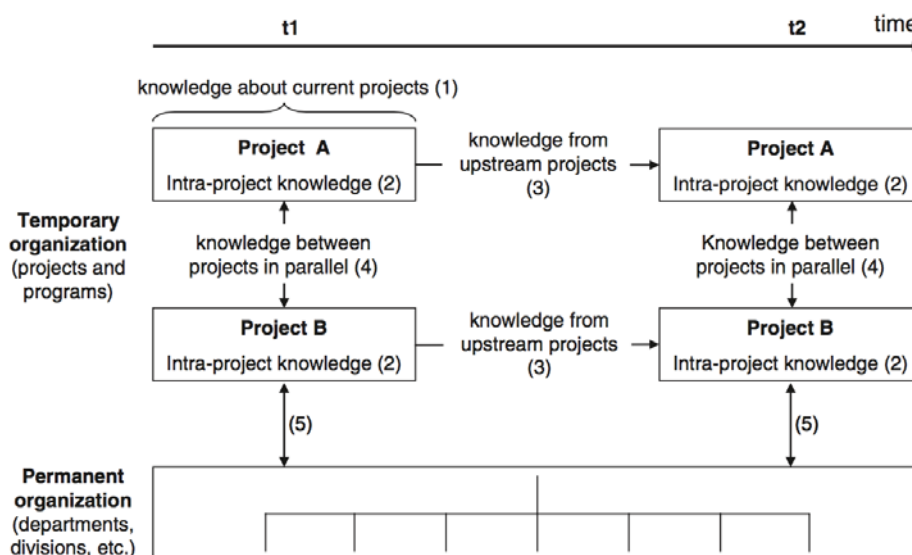 t1
t2
time
knowledge about current projects (1)
Project A
Intra-project knowledge (2)
knowledge from
upstream projects
(3)
Project A
Intra-project knowledge (2)
Temporary
organization
(projects and
programs)
knowledge between
projects in parallel (4)
Knowledge between
projects in parallel (4)
Project B
Intra-project knowledge (2)
knowledge from
upstream projects
(3)
Project B
Intra-project knowledge (2)
(5)
(5)
Permanent
organization
(departments,
divisions, etc.)